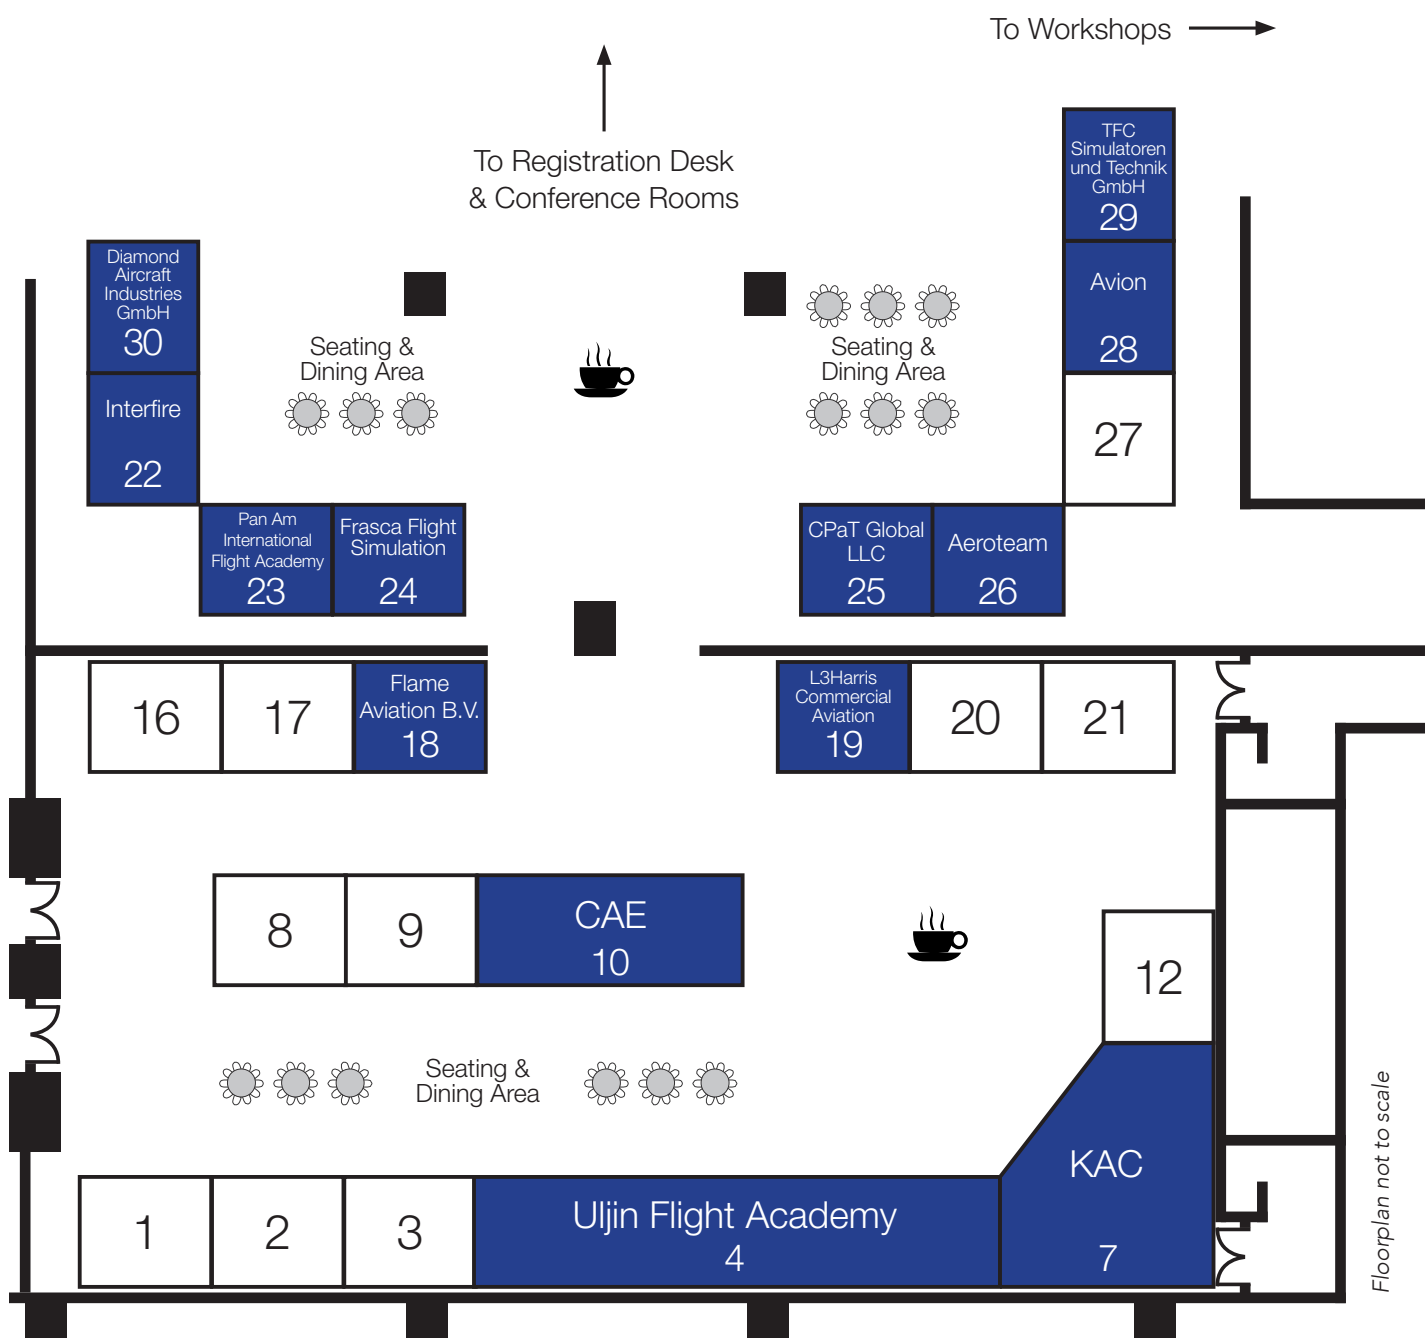 To Workshops
To Registration Desk
& Conference Rooms
TFC
Simulatoren
und Technik
GmbH
29
Diamond
Aircraft
Industries
GmbH
30
Avion
28
Seating &
Dining Area
Seating &
Dining Area
Interfire
22
27
Pan Am
International
Flight Academy
23
Frasca Flight
Simulation
24
CPaT Global
LLC
25
Aeroteam
26
16
17
Flame
Aviation B.V.
18
L3Harris
Commercial
Aviation
19
20
21
8
9
CAE
10
12
Seating &
Dining Area
KAC
7
1
2
3
Uljin Flight Academy
4
Floorplan not to scale